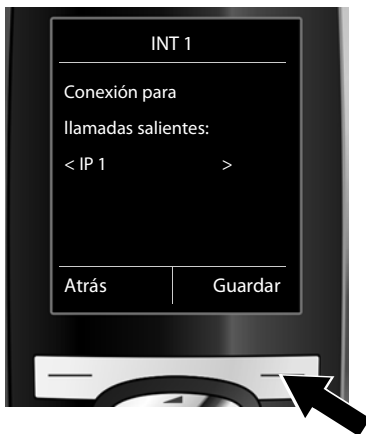 INT 1
Conexión para
llamadas salientes:
< IP 1 >
Atrás Guardar